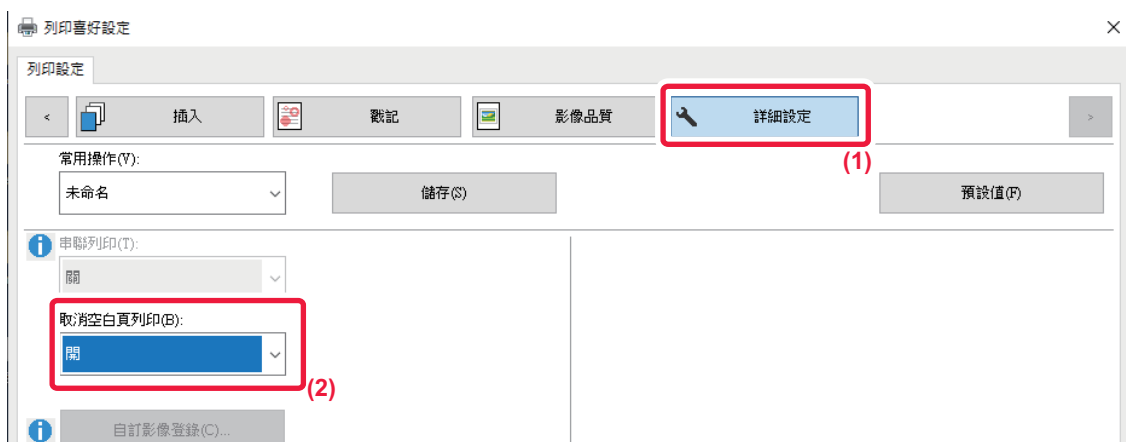 列印喜好設定
列印設定
< 插入 戳記 影像品質 詳細設定 >
(1)
常用操作(V):
未命名 儲存(S) 預設值(F)
串聯列印(T):
關
取消空白頁列印(B):
開
(2)
自訂影像登錄(C)...